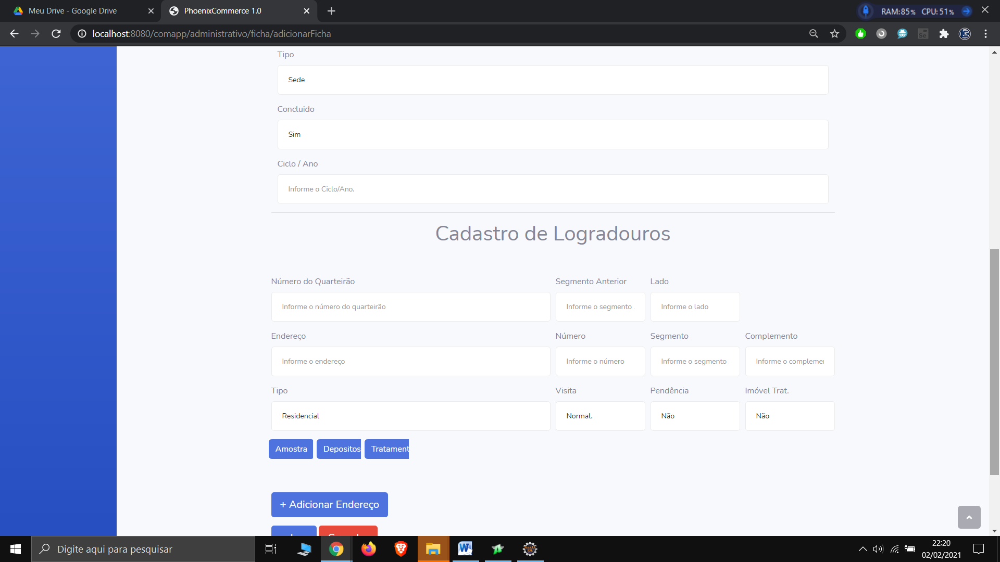 Meu Drive - Google Drive
PhoenixCommerce 1.0
RAM:85% CPU:51%
localhost:8080/comapp/administrativo/ficha/adicionarFicha
Tipo
Sede
Concluido
Sim
Ciclo / Ano
Informe o Ciclo/Ano.
Cadastro de Logradouros
Número do Quarteirão Segmento Anterior Lado
Informe o número do quarteirão Informe o segmento Informe o lado
Endereço Número Segmento Complemento
Informe o endereço Informe o número Informe o segmento Informe o complemen
Tipo Visita Pendência Imóvel Trat.
Residencial Normal. Não Não
Amostra Depositos Tratament
+ Adicionar Endereço
Digite aqui para pesquisar
22:20
02/02/2021